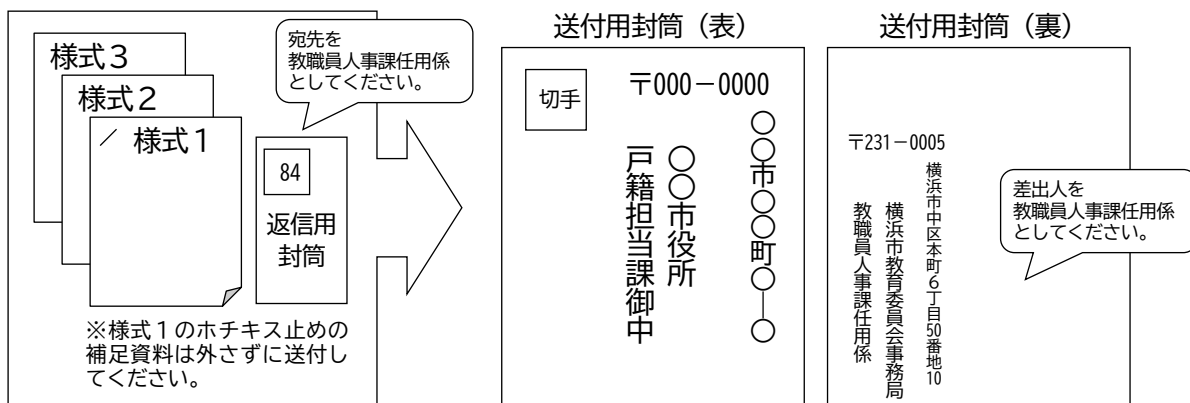 様式3
様式2
様式1
宛先を
教職員人事課任用係
としてください。
84
返信用
封筒
※様式1のホチキス止めの
補足資料は外さずに送付し
てください。
送付用封筒（表）
切手
〒000－0000
〇〇市〇〇町〇―〇
〇〇市役所
戸籍担当課御中
送付用封筒（裏）
〒231－0005
横浜市中区本町6丁目50番地10
横浜市教育委員会事務局
教職員人事課任用係
差出人を
教職員人事課任用係
としてください。